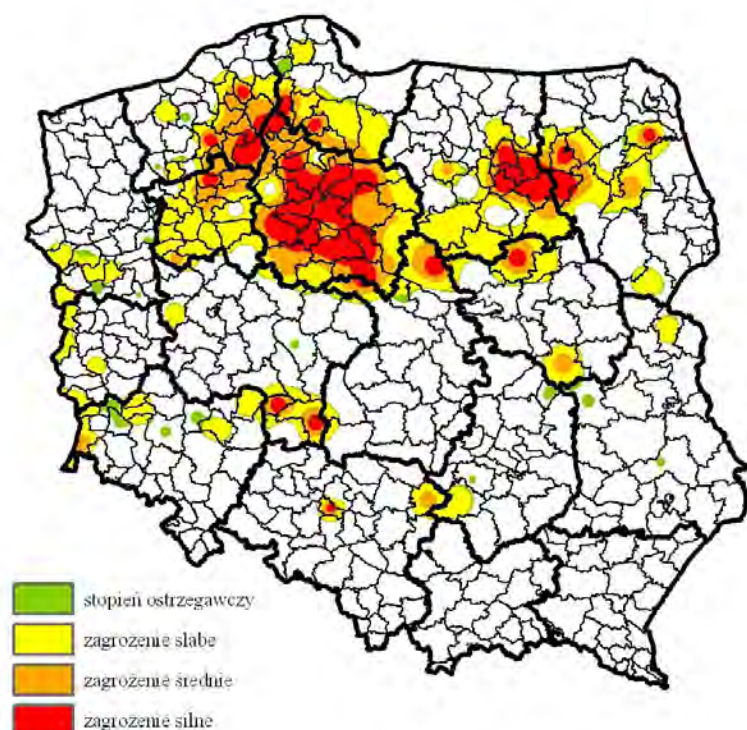 stopień ostrzegawczy
zagrożenie słabe
zagrożenie średnie
zagrożenie silne